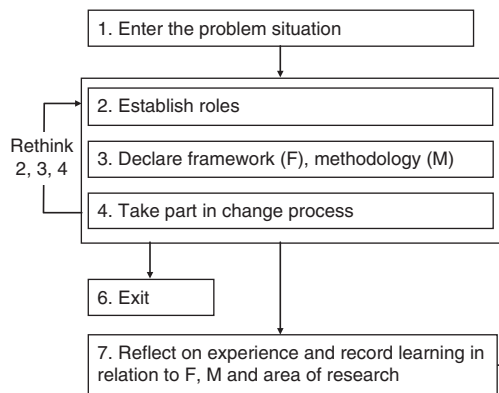 1. Enter the problem situation
2. Establish roles
Rethink
2, 3, 4
3. Declare framework (F), methodology (M)
4. Take part in change process
6. Exit
7. Reflect on experience and record learning in
relation to F, M and area of research